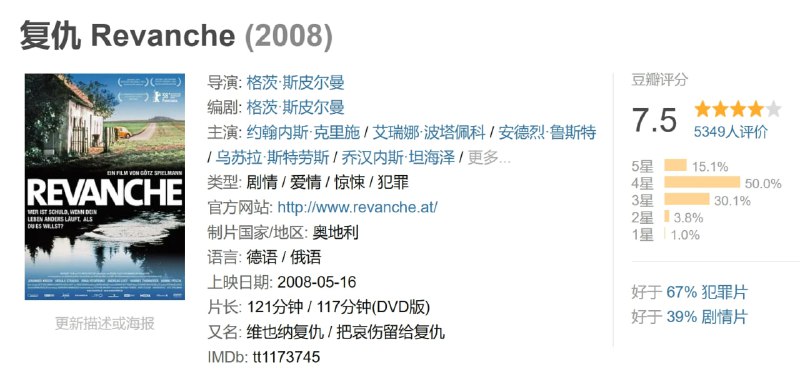 复仇 Revanche (2008)
EIN FILM VON GÖTZ SPIELMANN
REVANCHE
WER IST SCHULD, WENN DEIN
LEBEN ANDERS LÄUFT, ALS
DU ES WILLST?
更新描述或海报
导演: 格茨·斯皮尔曼
编剧: 格茨·斯皮尔曼
主演: 约翰内斯·克里施 / 艾瑞娜·波塔佩科 / 安德烈·鲁斯特
/ 乌苏拉·斯特劳斯 / 乔汉内斯·坦海泽 / 更多...
类型: 剧情 / 爱情 / 惊悚 / 犯罪
官方网站: http://www.revanche.at/
制片国家/地区: 奥地利
语言: 德语 / 俄语
上映日期: 2008-05-16
片长: 121分钟 / 117分钟(DVD版)
又名: 维也纳复仇 / 把哀伤留给复仇
IMDb: tt1173745
豆瓣评分
7.5
5349人评价
5星 15.1%
4星 50.0%
3星 30.1%
2星 3.8%
1星 1.0%
好于 67% 犯罪片
好于 39% 剧情片